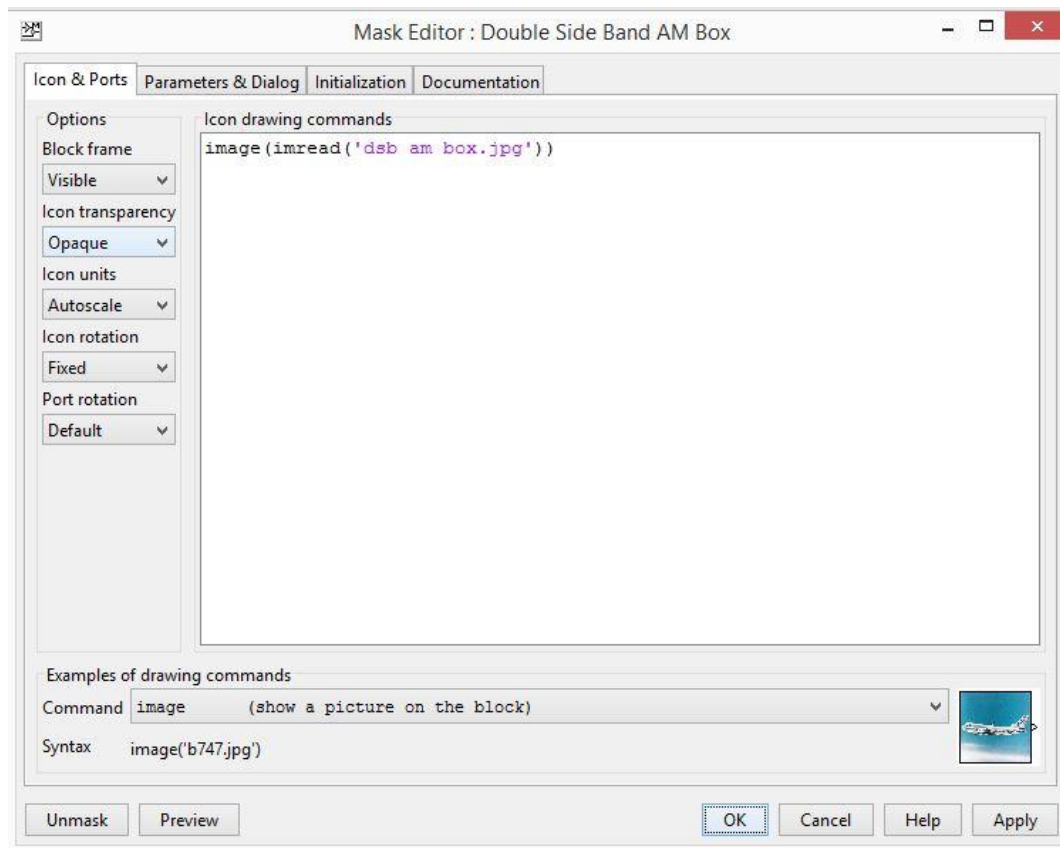 Mask Editor : Double Side Band AM Box
Icon & Ports Parameters & Dialog Initialization Documentation
Options
Block frame
Visible
Icon transparency
Opaque
Icon units
Autoscale
Icon rotation
Fixed
Port rotation
Default
Icon drawing commands
image(imread('dsb am box.jpg'))
Examples of drawing commands
Command image (show a picture on the block)
Syntax image('b747.jpg')
Unmask Preview OK Cancel Help Apply